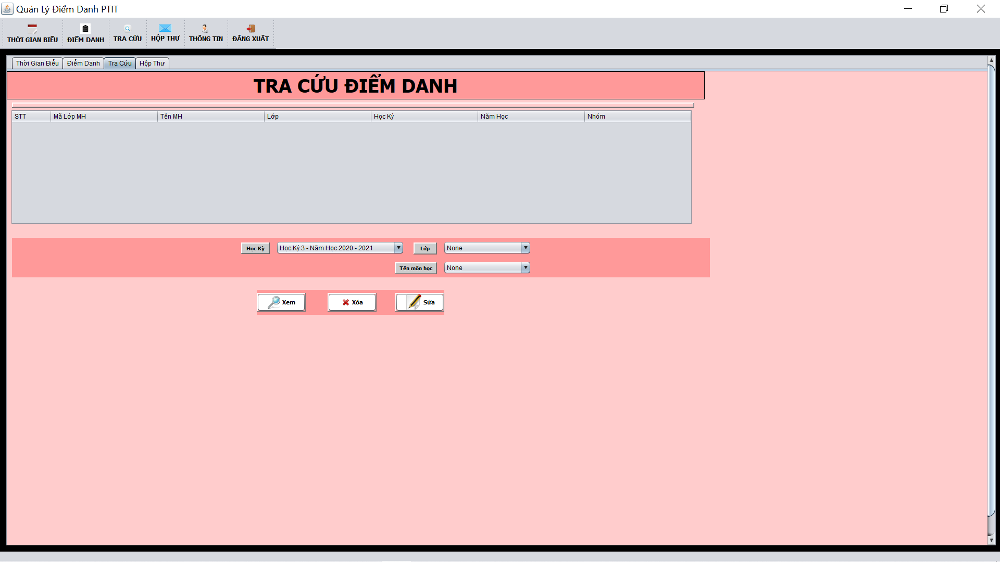 Quản Lý Điểm Danh PTIT
THỜI GIAN BIỂU ĐIỂM DANH TRA CỨU HỘP THƯ THÔNG TIN ĐĂNG XUẤT
Thời Gian Biểu Điểm Danh Tra Cứu Hộp Thư
TRA CỨU ĐIỂM DANH
STT Mã Lớp MH Tên MH Lớp Học Kỳ Năm Học Nhóm
Học Kỳ Học Kỳ 3 - Năm Học 2020 - 2021 Lớp None
Tên môn học None
Xem Xóa Sửa